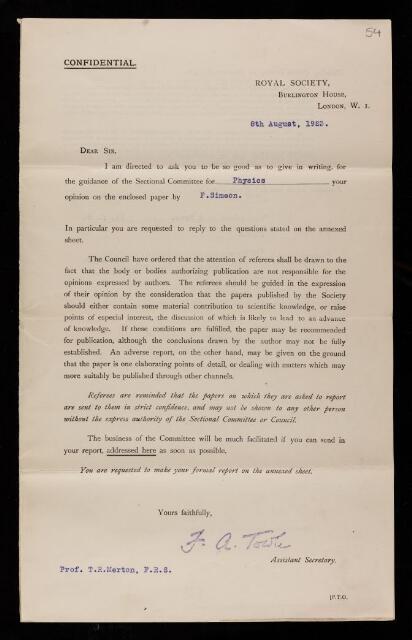 54
CONFIDENTIAL.
ROYAL SOCIETY,
BURLINGTON HOUSE,
LONDON, W. 1.
8th August, 1923.
DEAR SIR,
I am directed to ask you to be so good as to give in writing, for
the guidance of the Sectional Committee for Physics your
opinion on the enclosed paper by F.Simeon.
In particular you are requested to reply to the questions stated on the annexed
sheet.
The Council have ordered that the attention of referees shall be drawn to the
fact that the body or bodies authorizing publication are not responsible for the
opinions expressed by authors. The referees should be guided in the expression
of their opinion by the consideration that the papers published by the Society
should either contain some material contribution to scientific knowledge, or raise
points of especial interest, the discussion of which is likely to lead to an advance
of knowledge. If these conditions are fulfilled, the paper may be recommended
for publication, although the conclusions drawn by the author may not be fully
established. An adverse report, on the other hand, may be given on the ground
that the paper is one elaborating points of detail, or dealing with matters which may
more suitably be published through other channels.
Referees are reminded that the papers on which they are asked to report
are sent to them in strict confidence, and may not be shown to any other person
without the express authority of the Sectional Committee or Council.
The business of the Committee will be much facilitated if you can send in
your report, addressed here as soon as possible.
You are requested to make your formal report on the annexed sheet.
Yours faithfully,
F. A. Towle
Assistant Secretary.
Prof. T.R.Merton, F.R.S.
[P.T.O.